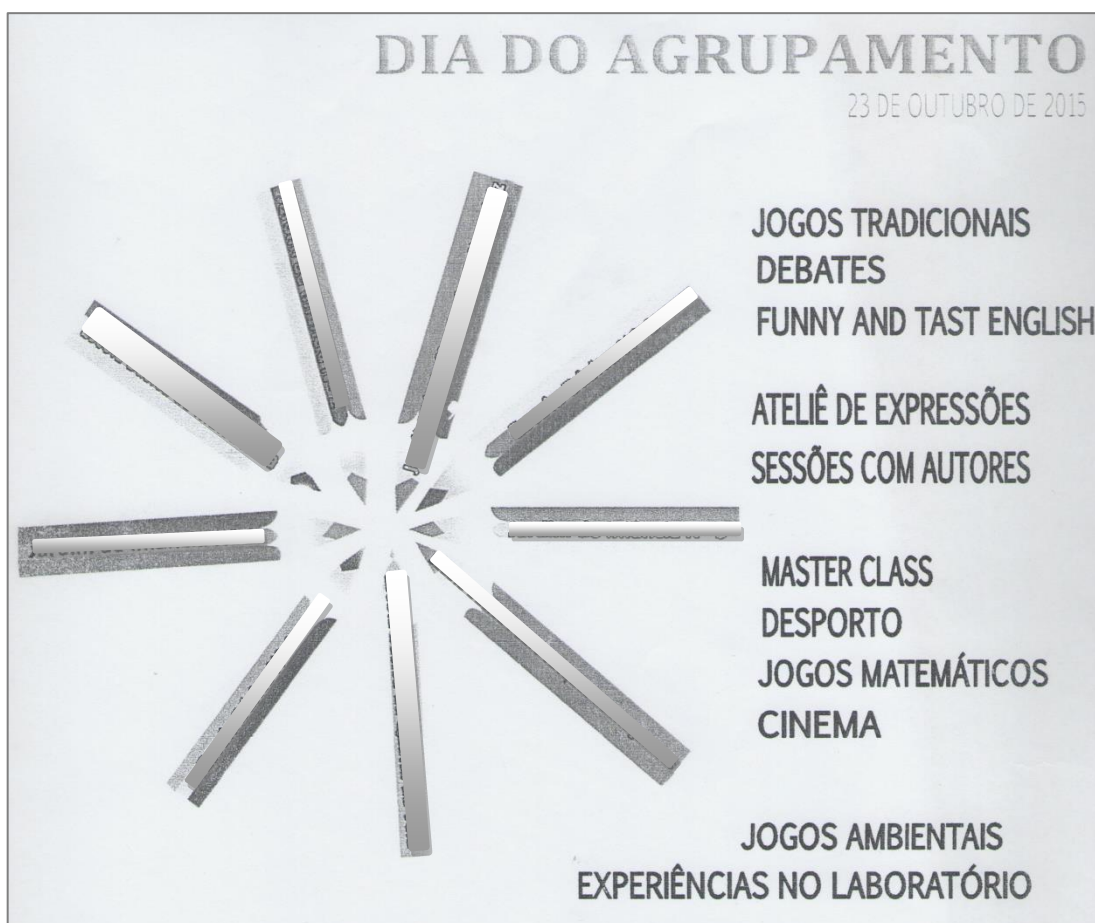 DIA DO AGRUPAMENTO
23 DE OUTUBRO DE 2015
JOGOS TRADICIONAIS
DEBATES
FUNNY AND TAST ENGLISH
ATELIÊ DE EXPRESSÕES
SESSÕES COM AUTORES
MASTER CLASS
DESPORTO
JOGOS MATEMÁTICOS
CINEMA
JOGOS AMBIENTAIS
EXPERIÊNCIAS NO LABORATÓRIO